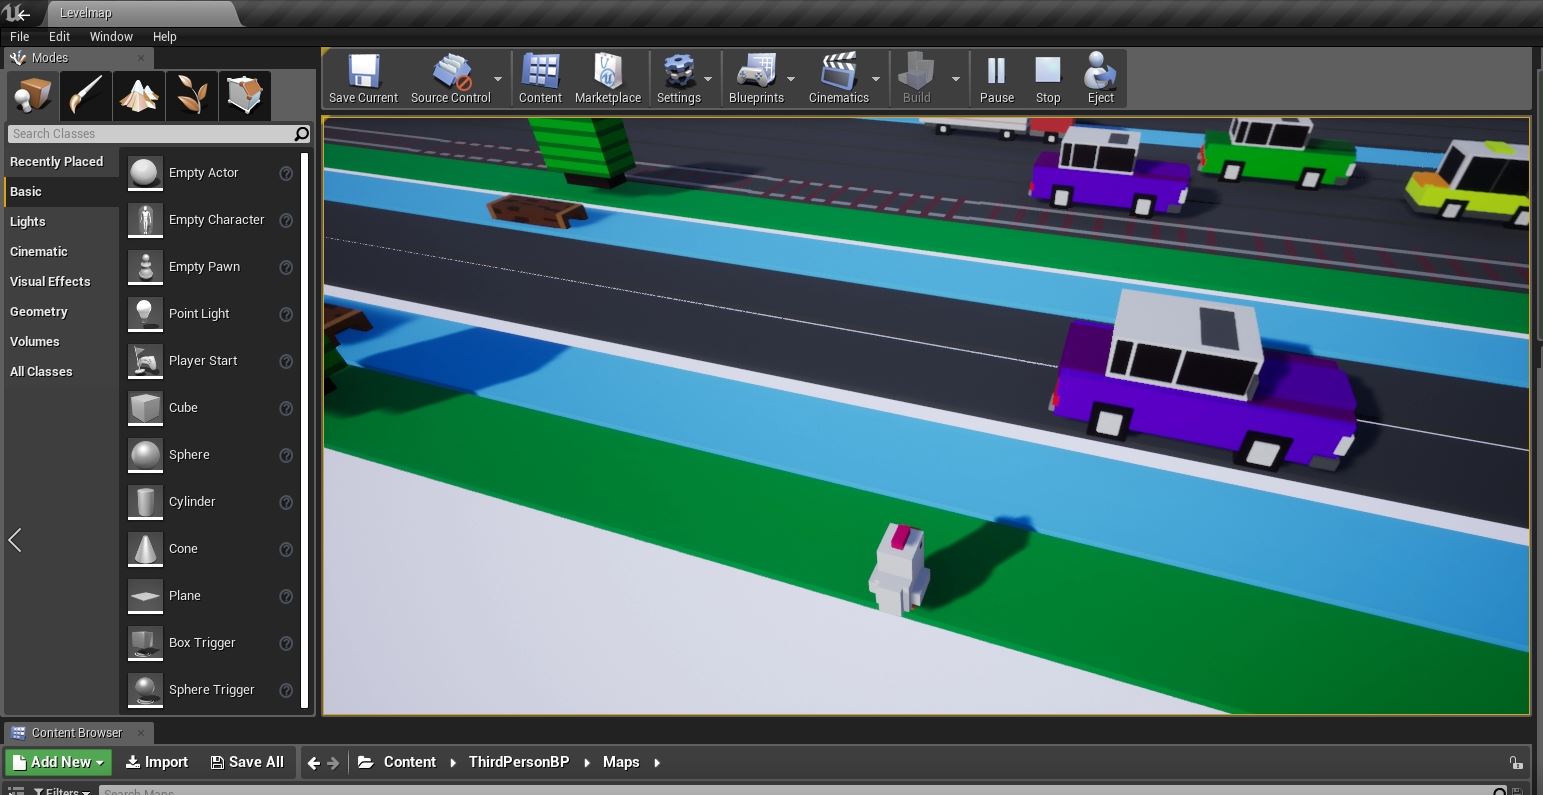 Levelmap
File Edit Window Help
Modes
Save Current Source Control Content Marketplace Settings Blueprints Cinematics Build Pause Stop Eject
Search Classes
Recently Placed
Basic
Lights
Cinematic
Visual Effects
Geometry
Volumes
All Classes
Empty Actor
Empty Character
Empty Pawn
Point Light
Player Start
Cube
Sphere
Cylinder
Cone
Plane
Box Trigger
Sphere Trigger
Content Browser
Add New Import Save All Content ThirdPersonBP Maps
Filters Search Maps